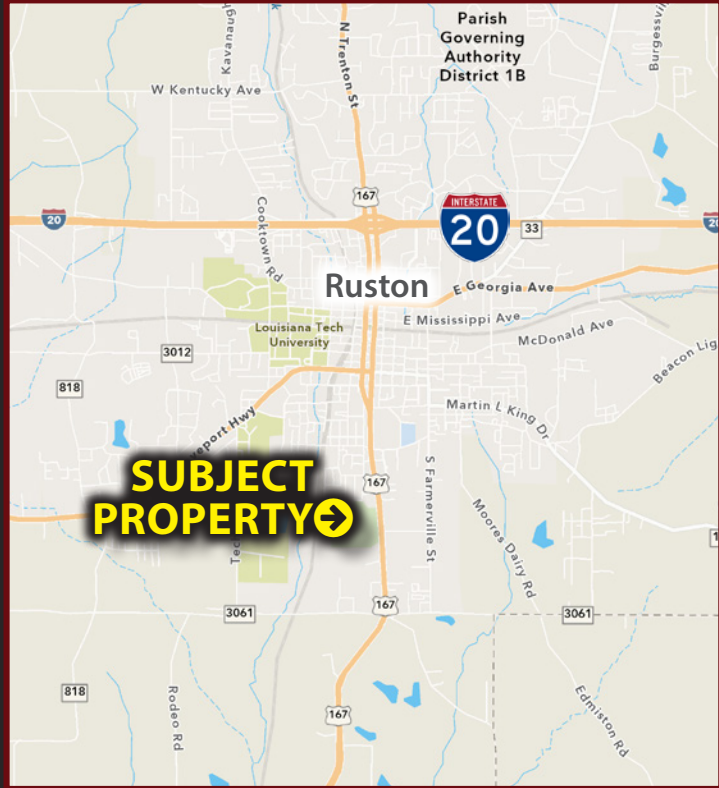 Parish
Governing
Authority
District 1B
Kavanaugh
N Trenton St
W Kentucky Ave
167
INTERSTATE
20
20
33
Cooktown Rd
Ruston
E Georgia Ave
Louisiana Tech
University
E Mississippi Ave
McDonald Ave
3012
818
Martin L King Dr
SUBJECT
PROPERTY
167
S Farmerville St
Moores Dairy Rd
3061
167
3061
818
Rodeo Rd
167
Edmiston Rd